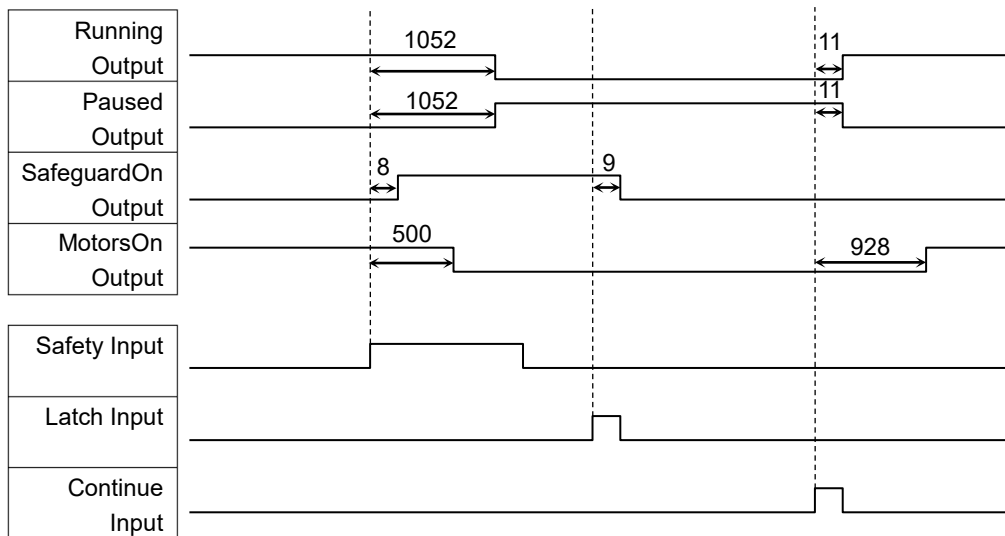 Running
Output
1052
11
Paused
Output
1052
11
SafeguardOn
Output
8
9
MotorsOn
Output
500
928
Safety Input
Latch Input
Continue
Input